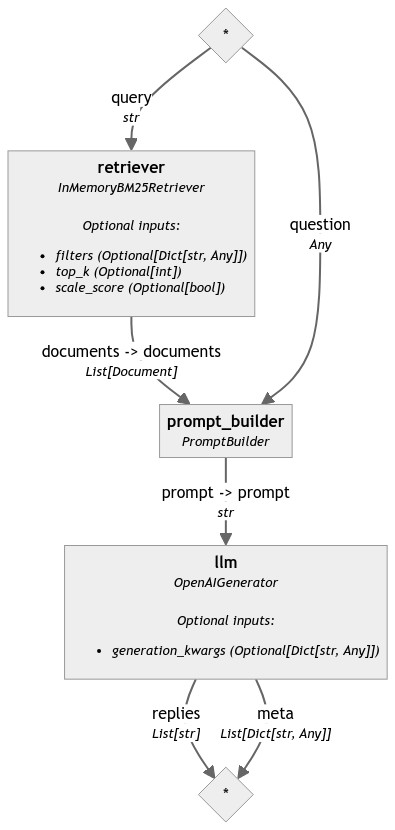 *
query
str
retriever
InMemoryBM25Retriever
Optional inputs:
• filters (Optional[Dict[str, Any]])
• top_k (Optional[int])
• scale_score (Optional[bool])
question
Any
documents -> documents
List[Document]
prompt_builder
PromptBuilder
prompt -> prompt
str
llm
OpenAIGenerator
Optional inputs:
• generation_kwargs (Optional[Dict[str, Any]])
replies
List[str]
meta
List[Dict[str, Any]]
*